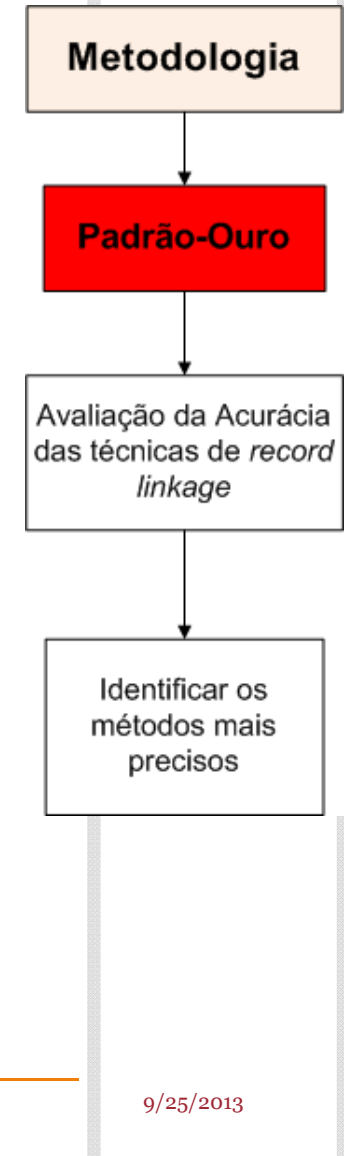 Metodologia
Padrão-Ouro
Avaliação da Acurácia
das técnicas de record
linkage
Identificar os
métodos mais
precisos
9/25/2013